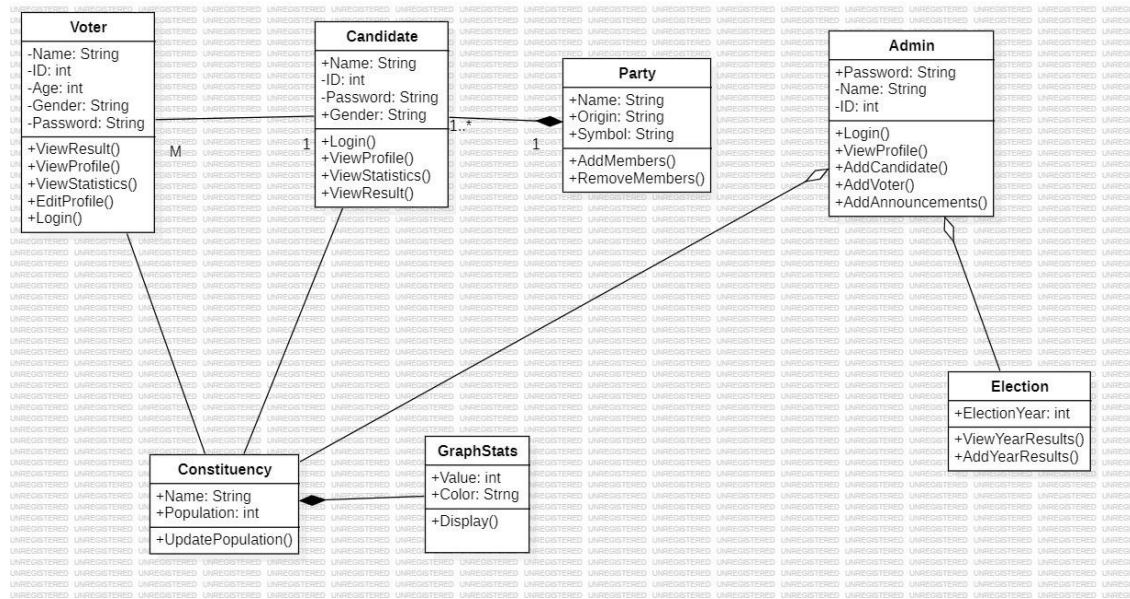 Voter
-Name: String
-ID: int
-Age: int
-Gender: String
-Password: String
+ViewResult()
+ViewProfile()
+ViewStatistics()
+EditProfile()
+Login()
M
Candidate
+Name: String
-ID: int
-Password: String
+Gender: String
+Login()
+ViewProfile()
+ViewStatistics()
+ViewResult()
1
1..*
1
Party
+Name: String
+Origin: String
+Symbol: String
+AddMembers()
+RemoveMembers()
Admin
+Password: String
-Name: String
-ID: int
+Login()
+ViewProfile()
+AddCandidate()
+AddVoter()
+AddAnnouncements()
Election
+ElectionYear: int
+ViewYearResults()
+AddYearResults()
Constituency
+Name: String
+Population: int
+UpdatePopulation()
GraphStats
+Value: int
+Color: Strng
+Display()
UNREGISTERED